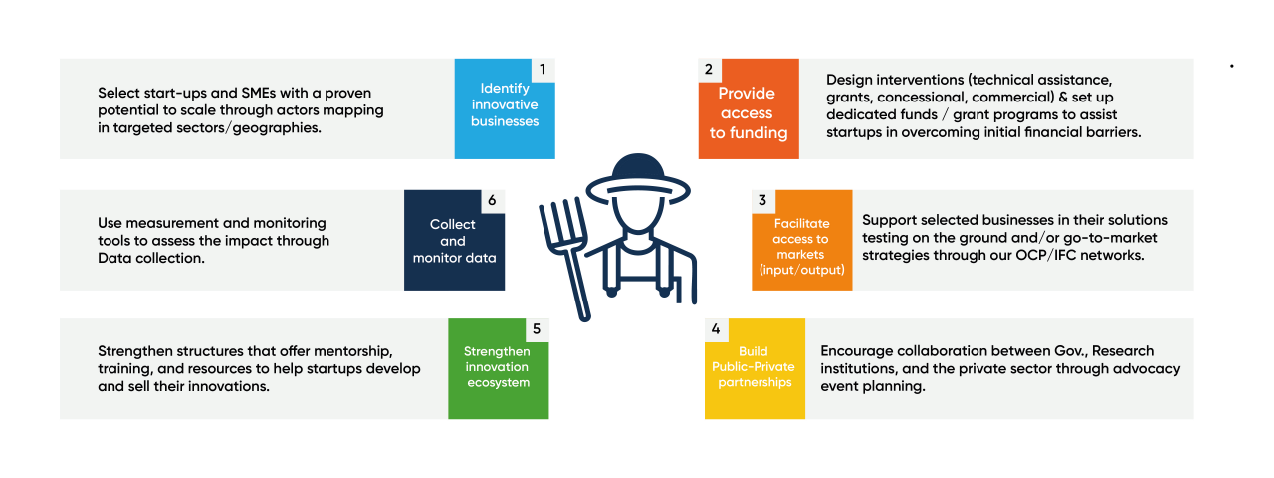 1
Identify
innovative
businesses
Select start-ups and SMEs with a proven
potential to scale through actors mapping
in targeted sectors/geographies.
2
Provide
access
to funding
Design interventions (technical assistance,
grants, concessional, commercial) & set up
dedicated funds / grant programs to assist
startups in overcoming initial financial barriers.
3
Facilitate
access to
markets
(input/output)
Support selected businesses in their solutions
testing on the ground and/or go-to-market
strategies through our OCP/IFC networks.
4
Build
Public-Private
partnerships
Encourage collaboration between Gov., Research
institutions, and the private sector through advocacy
event planning.
5
Strengthen
innovation
ecosystem
Strengthen structures that offer mentorship,
training, and resources to help startups develop
and sell their innovations.
6
Collect
and
monitor data
Use measurement and monitoring
tools to assess the impact through
Data collection.